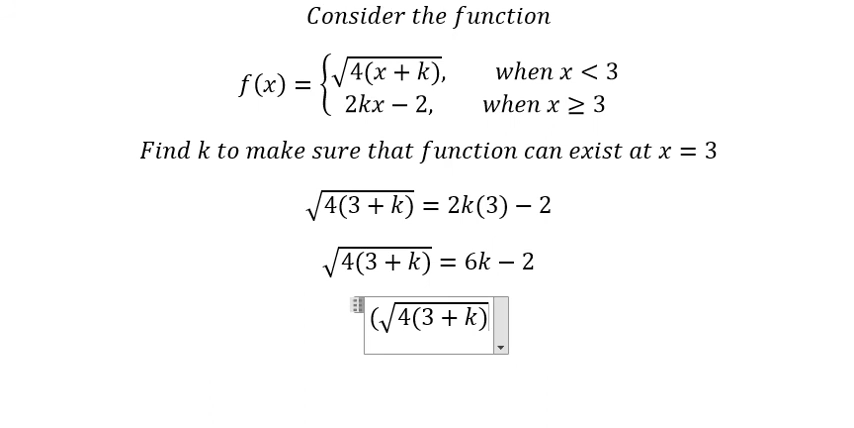 Consider the function
f(x) = {√4(x + k), when x < 3
2kx − 2, when x ≥ 3
Find k to make sure that function can exist at x = 3
√4(3 + k) = 2k(3) − 2
√4(3 + k) = 6k − 2
(√4(3 + k)